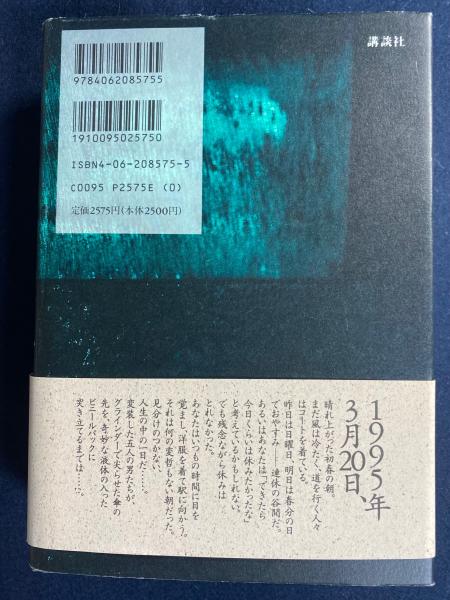 講談社
9784062085755
1910095025750
ISBN4-06-208575-5
C0095 P2575E (0)
定価2575円(本体2500円)
1995年
3月20日、
晴れ上がった初春の朝。
まだ風は冷たく、道を行く人々
はコートを着ている。
昨日は日曜日、明日は春分の日
でおやすみ——連休の谷間だ。
あるいはあなたは「できたら
今日くらいは休みたかったな」
と考えているかもしれない。
でも残念ながら休みは
とれなかった。
あなたはいつもの時間に目を
覚まし、洋服を着て駅に向かう。
それは何の変哲もない朝だった。
見分けのつかない、
人生の中の一日だ……。
変装した五人の男たちが、
グラインダーで尖らせた傘の
先を、奇妙な液体の入った
ビニールパックに
突き立てるまでは……。